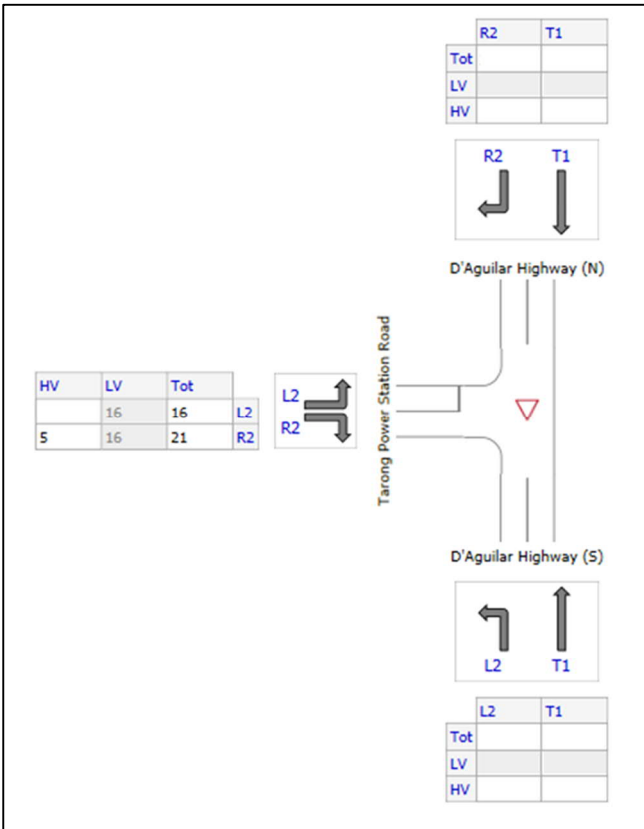 R2 T1
Tot
LV
HV
R2 T1
D'Aguilar Highway (N)
Tarong Power Station Road
HV LV Tot
16 16 L2
5 16 21 R2
L2
R2
D'Aguilar Highway (S)
L2 T1
L2 T1
Tot
LV
HV